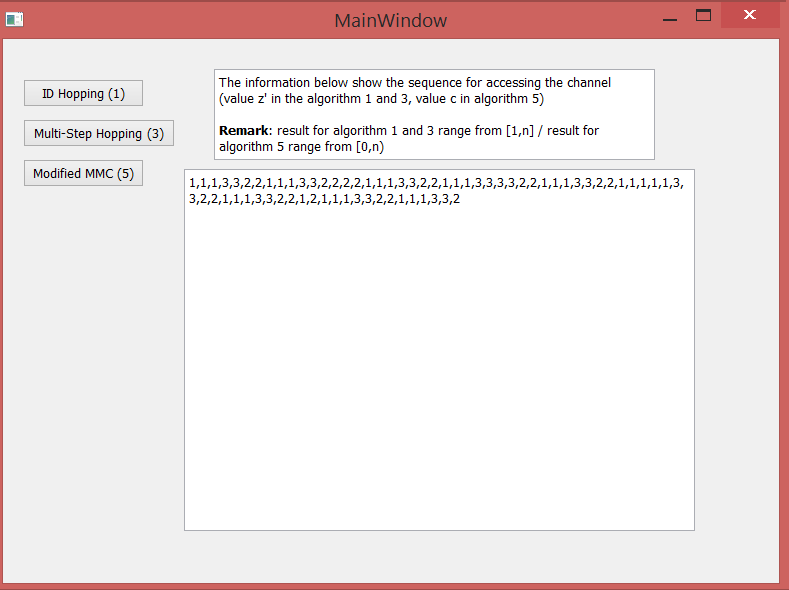 MainWindow
ID Hopping (1)
Multi-Step Hopping (3)
Modified MMC (5)
The information below show the sequence for accessing the channel
(value z' in the algorithm 1 and 3, value c in algorithm 5)
Remark: result for algorithm 1 and 3 range from [1,n] / result for
algorithm 5 range from [0,n)
1,1,1,3,3,2,2,1,1,1,3,3,2,2,2,2,1,1,1,3,3,2,2,1,1,1,3,3,3,3,2,2,1,1,1,3,3,2,2,1,1,1,1,1,3,
3,2,2,1,1,1,3,3,2,2,1,2,1,1,1,3,3,2,2,1,1,1,3,3,2